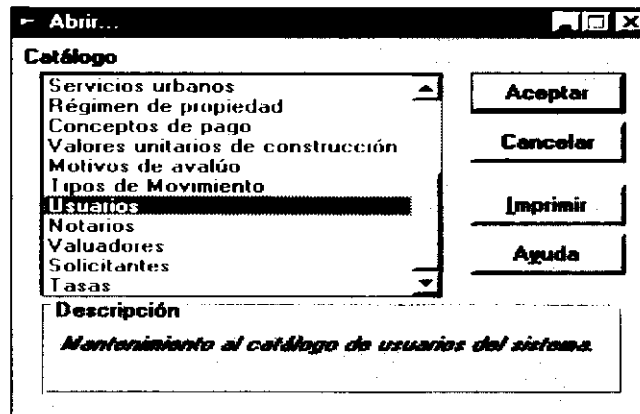 Abrir...
Catálogo
Servicios urbanos
Régimen de propiedad
Conceptos de pago
Valores unitarios de construcción
Motivos de avalúo
Tipos de Movimiento
Usuarios
Notarios
Valuadores
Solicitantes
Tasas
Aceptar
Cancelar
Imprimir
Ayuda
Descripción
Mantenimiento al catálogo de usuarios del sistema.